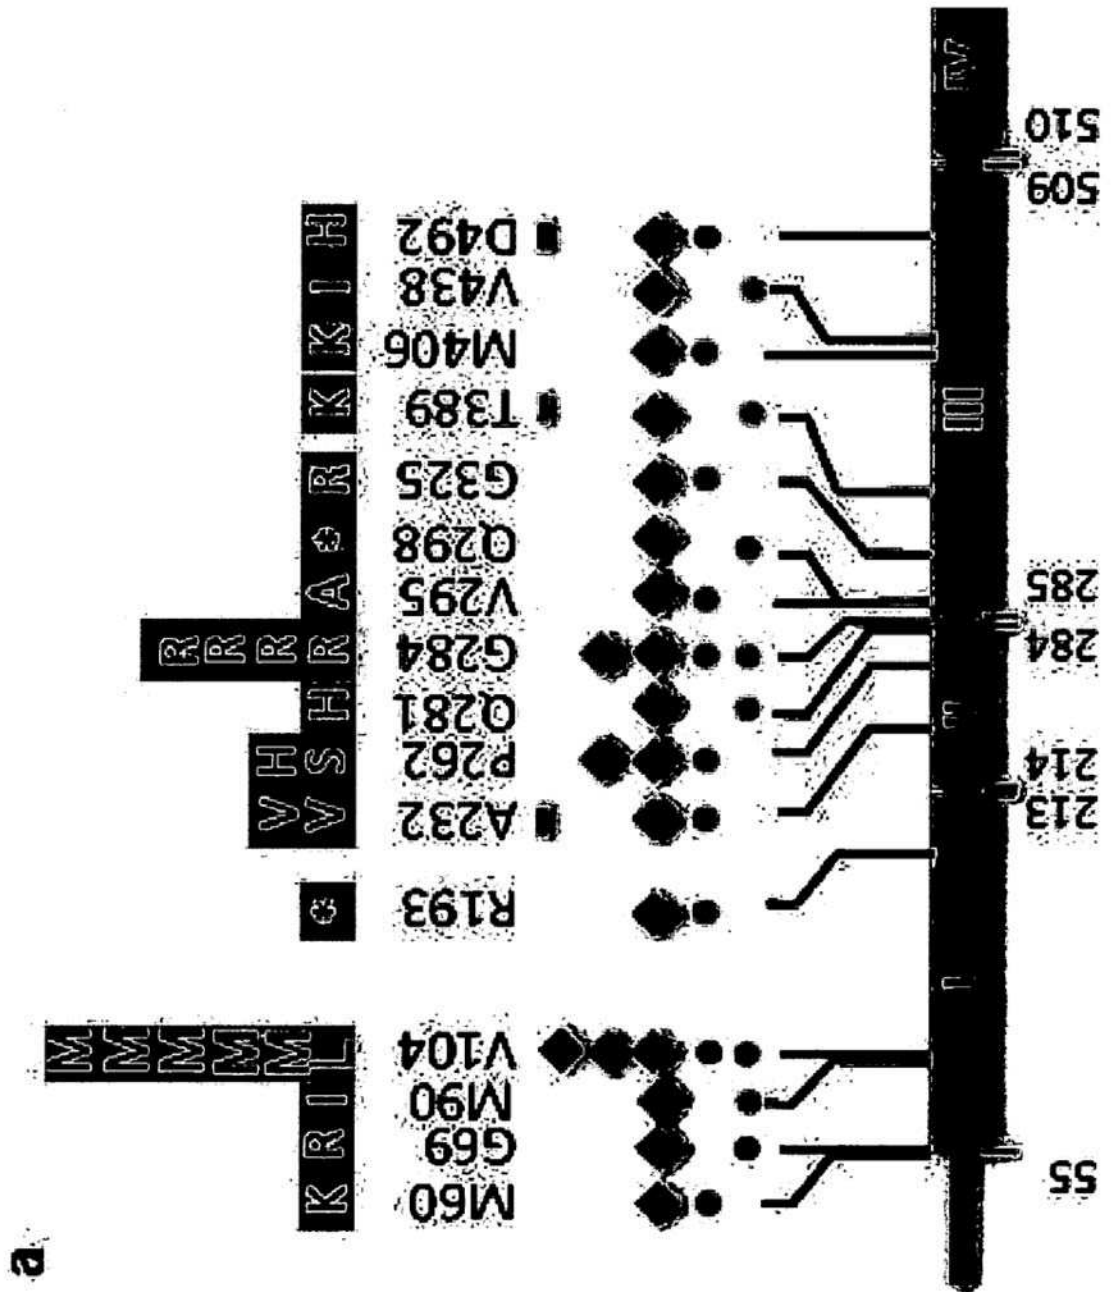 a
M
M
M
M R
M R
M V H R
K R I L * V S H R A * R K K I H
M60
G69
M90
V104
R193
A232
P262
Q281
G284
V295
Q298
G325
T389
M406
V438
D492
I
II
III
IV
55
213
214
284
285
509
510